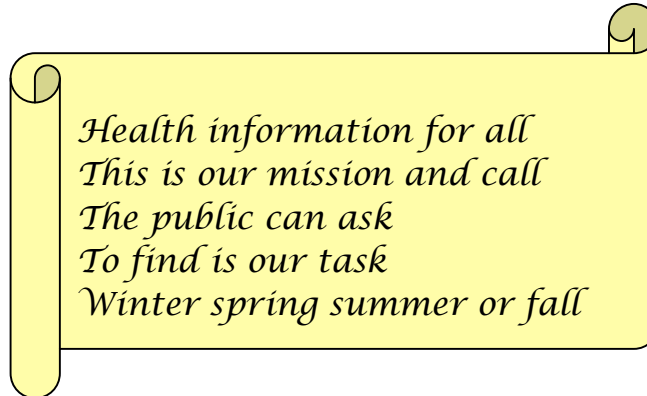 Health information for all
This is our mission and call
The public can ask
To find is our task
Winter spring summer or fall